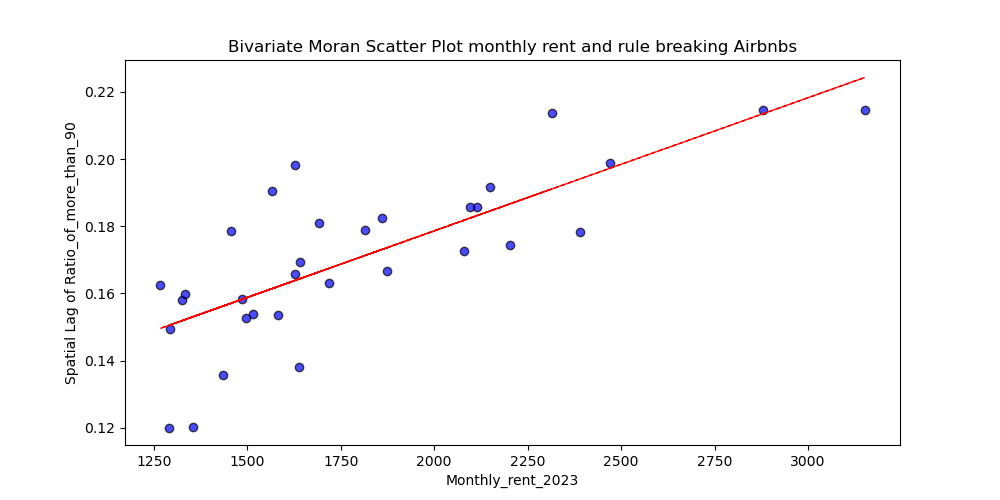 Bivariate Moran Scatter Plot monthly rent and rule breaking Airbnbs
Spatial Lag of Ratio_of_more_than_90
0.22
0.20
0.18
0.16
0.14
0.12
1250 1500 1750 2000 2250 2500 2750 3000
Monthly_rent_2023